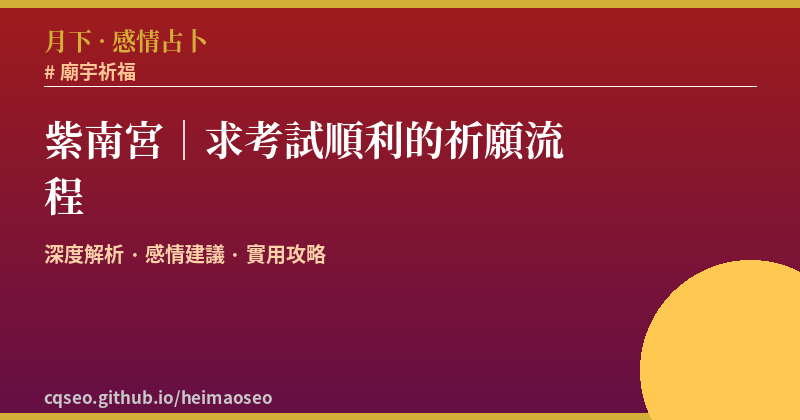 月下 · 感情占卜
# 廟宇祈福
紫南宮｜求考試順利的祈願流
程
深度解析 · 感情建議 · 實用攻略
cqseo.github.io/heimaoseo